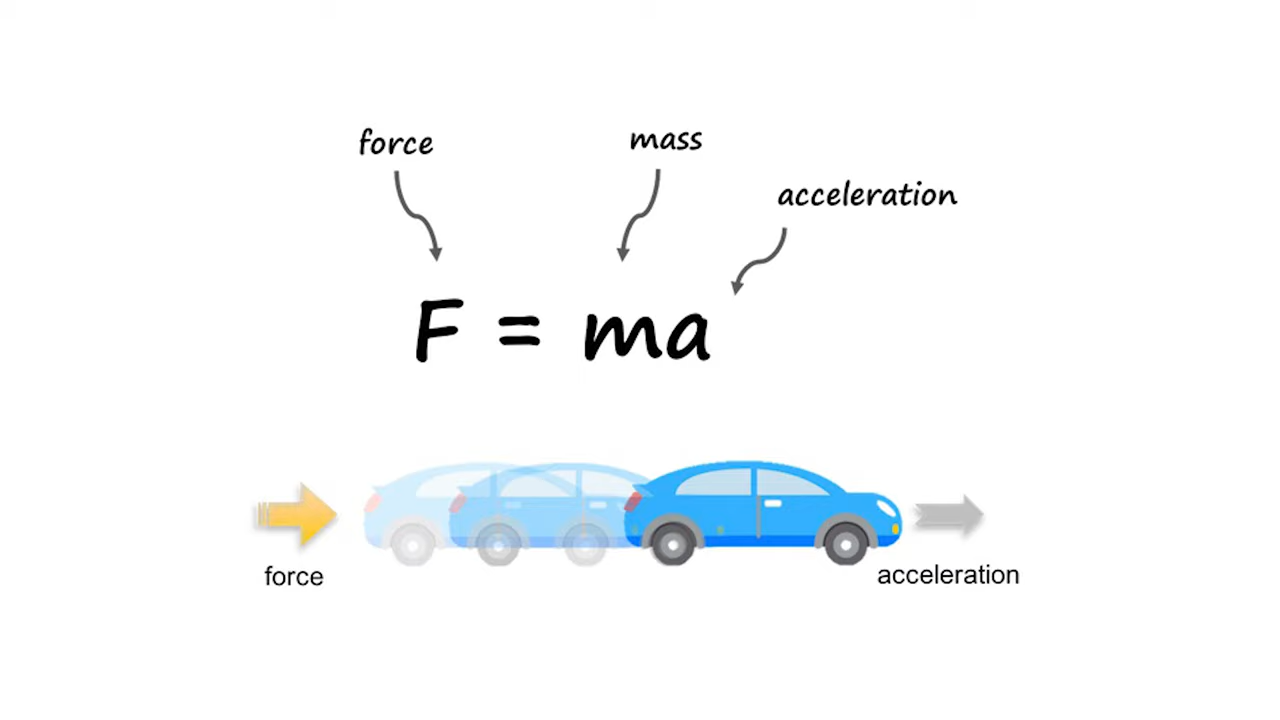 force
mass
acceleration
F = ma
force
acceleration